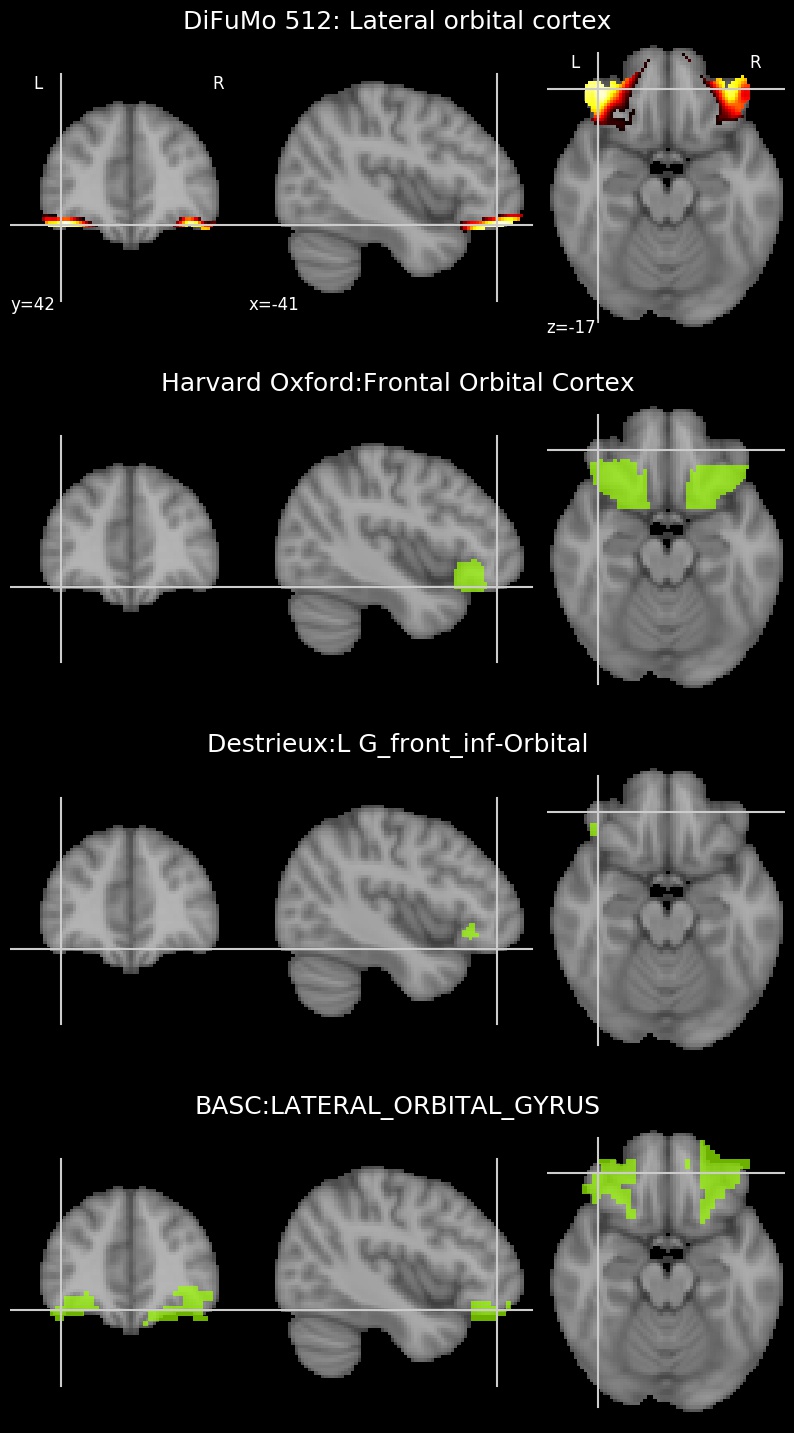 DiFuMo 512: Lateral orbital cortex
L R L R
y=42 x=-41 z=-17
Harvard Oxford:Frontal Orbital Cortex
Destrieux:L G_front_inf-Orbital
BASC:LATERAL_ORBITAL_GYRUS